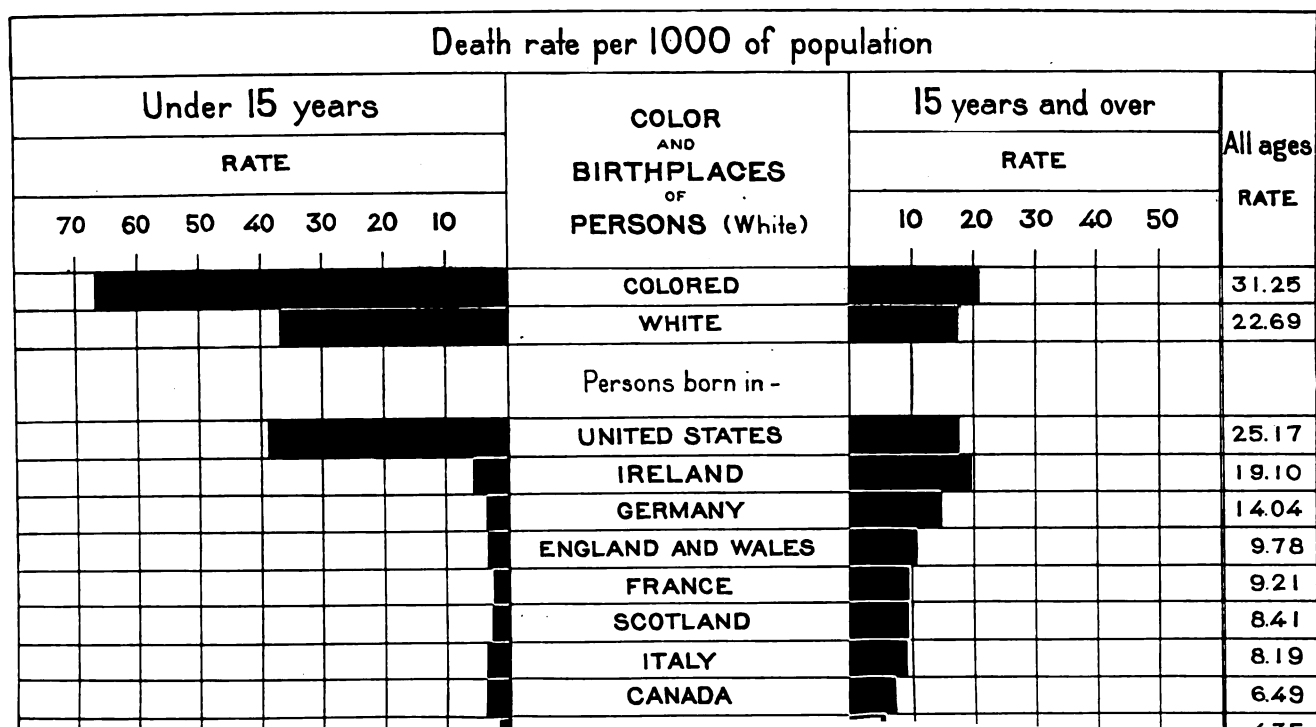 Death rate per 1000 of population
Under 15 years
COLOR
AND
BIRTHPLACES
OF
PERSONS (White)
15 years and over
All ages
RATE
RATE
RATE
70 60 50 40 30 20 10
10 20 30 40 50
COLORED 31.25
WHITE 22.69
Persons born in -
UNITED STATES 25.17
IRELAND 19.10
GERMANY 14.04
ENGLAND AND WALES 9.78
FRANCE 9.21
SCOTLAND 8.41
ITALY 8.19
CANADA 6.49